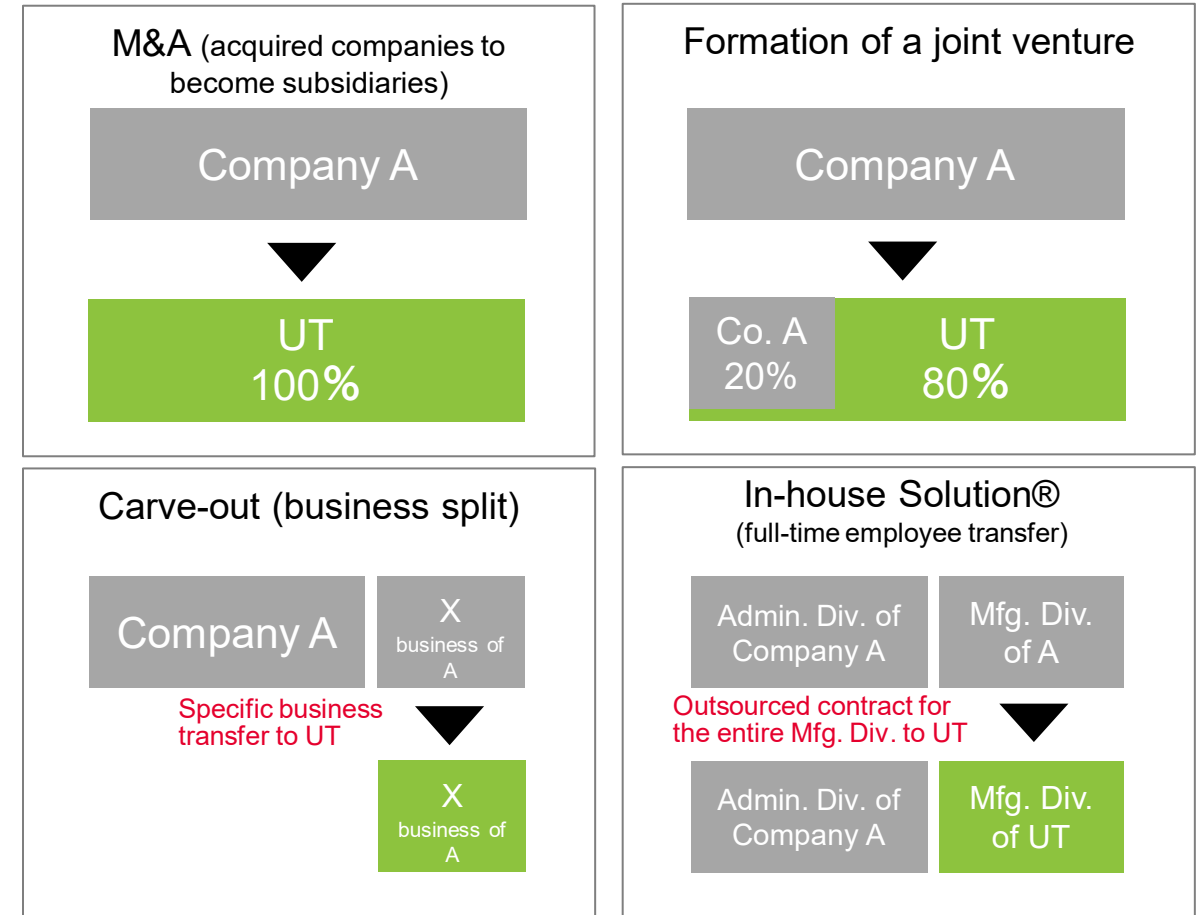 M&A (acquired companies to
become subsidiaries)
Company A
UT
100%
Formation of a joint venture
Company A
Co. A
20%
UT
80%
Carve-out (business split)
Company A
X
business of
A
Specific business
transfer to UT
X
business of
A
In-house Solution®
(full-time employee transfer)
Admin. Div. of
Company A
Mfg. Div.
of A
Outsourced contract for
the entire Mfg. Div. to UT
Admin. Div. of
Company A
Mfg. Div.
of UT